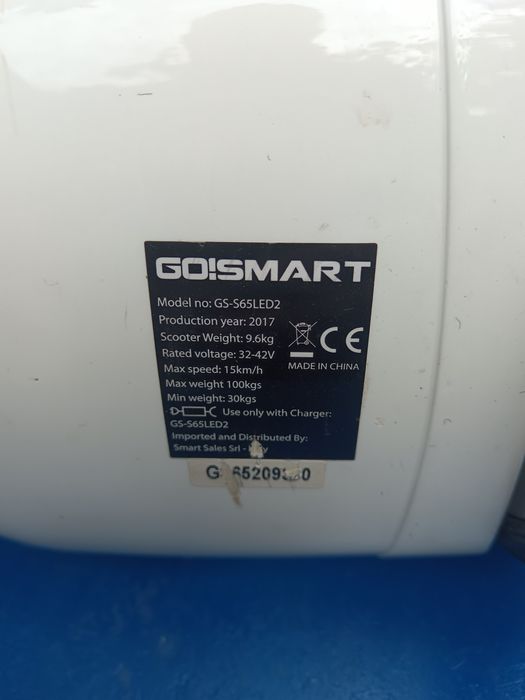 GO!SMART
Model no: GS-S65LED2
Production year: 2017
Scooter Weight: 9.6kg
Rated voltage: 32-42V
Max speed: 15km/h
CE
MADE IN CHINA
Max weight 100kgs
Min weight: 30kgs
Use only with Charger:
GS-S65LED2
Imported and Distributed By:
Smart Sales Srl -